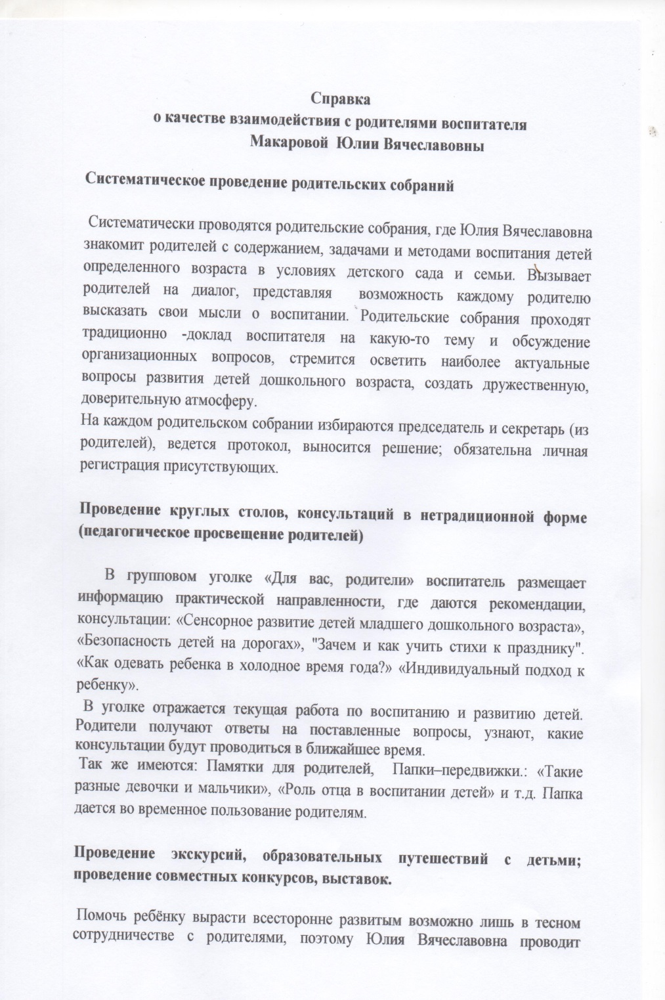 Справка
о качестве взаимодействия с родителями воспитателя
Макаровой Юлии Вячеславовны
Систематическое проведение родительских собраний
Систематически проводятся родительские собрания, где Юлия Вячеславовна
знакомит родителей с содержанием, задачами и методами воспитания детей
определенного возраста в условиях детского сада и семьи. Вызывает
родителей на диалог, представляя возможность каждому родителю
высказать свои мысли о воспитании. Родительские собрания проходят
традиционно -доклад воспитателя на какую-то тему и обсуждение
организационных вопросов, стремится осветить наиболее актуальные
вопросы развития детей дошкольного возраста, создать дружественную,
доверительную атмосферу.
На каждом родительском собрании избираются председатель и секретарь (из
родителей), ведется протокол, выносится решение; обязательна личная
регистрация присутствующих.
Проведение круглых столов, консультаций в нетрадиционной форме
(педагогическое просвещение родителей)
В групповом уголке «Для вас, родители» воспитатель размещает
информацию практической направленности, где даются рекомендации,
консультации: «Сенсорное развитие детей младшего дошкольного возраста»,
«Безопасность детей на дорогах», "Зачем и как учить стихи к празднику".
«Как одевать ребенка в холодное время года?» «Индивидуальный подход к
ребенку».
В уголке отражается текущая работа по воспитанию и развитию детей.
Родители получают ответы на поставленные вопросы, узнают, какие
консультации будут проводиться в ближайшее время.
Так же имеются: Памятки для родителей, Папки–передвижки.: «Такие
разные девочки и мальчики», «Роль отца в воспитании детей» и т.д. Папка
дается во временное пользование родителям.
Проведение экскурсий, образовательных путешествий с детьми;
проведение совместных конкурсов, выставок.
Помочь ребёнку вырасти всесторонне развитым возможно лишь в тесном
сотрудничестве с родителями, поэтому Юлия Вячеславовна проводит